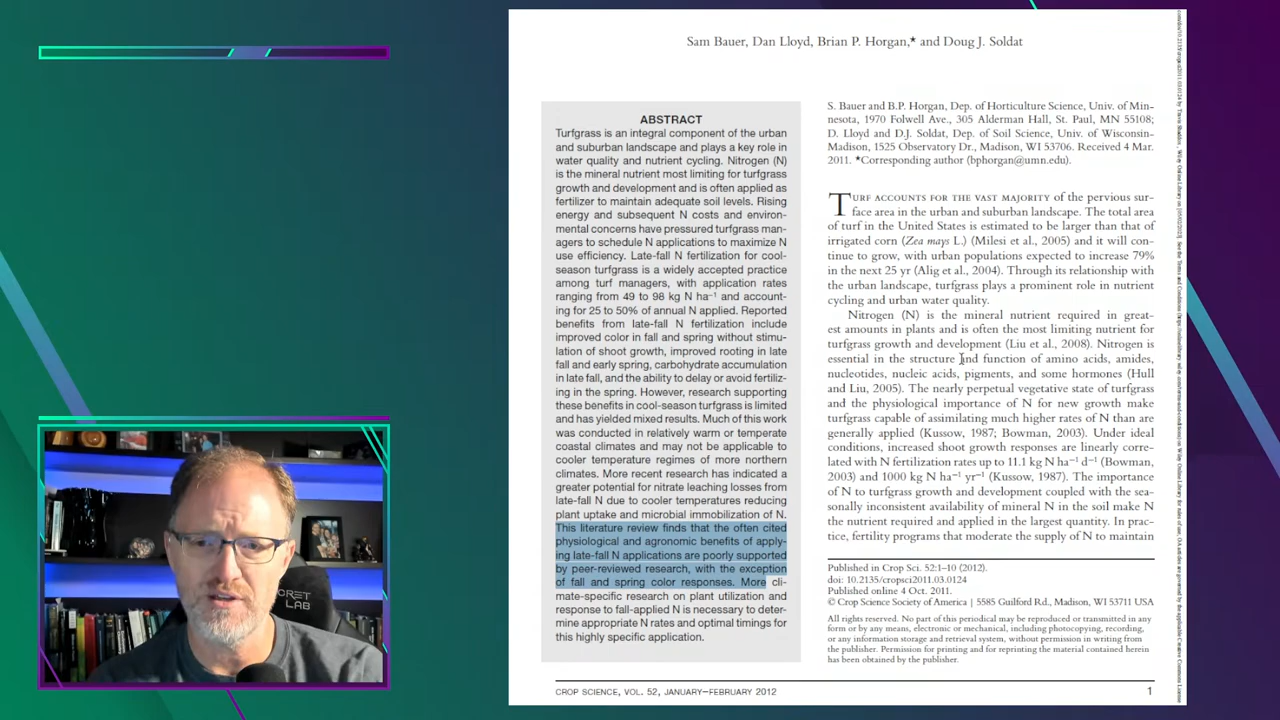 Sam Bauer, Dan Lloyd, Brian P. Horgan,* and Doug J. Soldat
ABSTRACT
Turfgrass is an integral component of the urban
and suburban landscape and plays a key role in
water quality and nutrient cycling. Nitrogen (N)
is the mineral nutrient most limiting for turfgrass
growth and development and is often applied as
fertilizer to maintain adequate soil levels. Rising
energy and subsequent N costs and environ-
mental concerns have pressured turfgrass man-
agers to schedule N applications to maximize N
use efficiency. Late-fall N fertilization for cool-
season turfgrass is a widely accepted practice
among turf managers, with application rates
ranging from 49 to 98 kg N ha⁻¹ and account-
ing for 25 to 50% of annual N applied. Reported
benefits from late-fall N fertilization include
improved color in fall and spring without stimu-
lation of shoot growth, improved rooting in late
fall and early spring, carbohydrate accumulation
in late fall, and the ability to delay or avoid fertiliz-
ing in the spring. However, research supporting
these benefits in cool-season turfgrass is limited
and has yielded mixed results. Much of this work
was conducted in relatively warm or temperate
coastal climates and may not be applicable to
cooler temperature regimes of more northern
climates. More recent research has indicated a
greater potential for nitrate leaching losses from
late-fall N due to cooler temperatures reducing
plant uptake and microbial immobilization of N.
This literature review finds that the often cited
physiological and agronomic benefits of apply-
ing late-fall N applications are poorly supported
by peer-reviewed research, with the exception
of fall and spring color responses. More cli-
mate-specific research on plant utilization and
response to fall-applied N is necessary to deter-
mine appropriate N rates and optimal timings for
this highly specific application.
S. Bauer and B.P. Horgan, Dep. of Horticulture Science, Univ. of Min-
nesota, 1970 Folwell Ave., 305 Alderman Hall, St. Paul, MN 55108;
D. Lloyd and D.J. Soldat, Dep. of Soil Science, Univ. of Wisconsin-
Madison, 1525 Observatory Dr., Madison, WI 53706. Received 4 Mar.
2011. *Corresponding author (bphorgan@umn.edu).
TURF ACCOUNTS FOR THE VAST MAJORITY of the pervious sur-
face area in the urban and suburban landscape. The total area
of turf in the United States is estimated to be larger than that of
irrigated corn (Zea mays L.) (Milesi et al., 2005) and it will con-
tinue to grow, with urban populations expected to increase 79%
in the next 25 yr (Alig et al., 2004). Through its relationship with
the urban landscape, turfgrass plays a prominent role in nutrient
cycling and urban water quality.
Nitrogen (N) is the mineral nutrient required in great-
est amounts in plants and is often the most limiting nutrient for
turfgrass growth and development (Liu et al., 2008). Nitrogen is
essential in the structure and function of amino acids, amides,
nucleotides, nucleic acids, pigments, and some hormones (Hull
and Liu, 2005). The nearly perpetual vegetative state of turfgrass
and the physiological importance of N for new growth make
turfgrass capable of assimilating much higher rates of N than are
generally applied (Kussow, 1987; Bowman, 2003). Under ideal
conditions, increased shoot growth responses are linearly corre-
lated with N fertilization rates up to 11.1 kg N ha⁻¹ d⁻¹ (Bowman,
2003) and 1000 kg N ha⁻¹ yr⁻¹ (Kussow, 1987). The importance
of N to turfgrass growth and development coupled with the sea-
sonally inconsistent availability of mineral N in the soil make N
the nutrient required and applied in the largest quantity. In prac-
tice, fertility programs that moderate the supply of N to maintain
Published in Crop Sci. 52:1–10 (2012).
doi: 10.2135/cropsci2011.03.0124
Published online 4 Oct. 2011.
© Crop Science Society of America | 5585 Guilford Rd., Madison, WI 53711 USA
All rights reserved. No part of this periodical may be reproduced or transmitted in any
form or by any means, electronic or mechanical, including photocopying, recording,
or any information storage and retrieval system, without permission in writing from
the publisher. Permission for printing and for reprinting the material contained herein
has been obtained by the publisher.
CROP SCIENCE, VOL. 52, JANUARY–FEBRUARY 2012
1